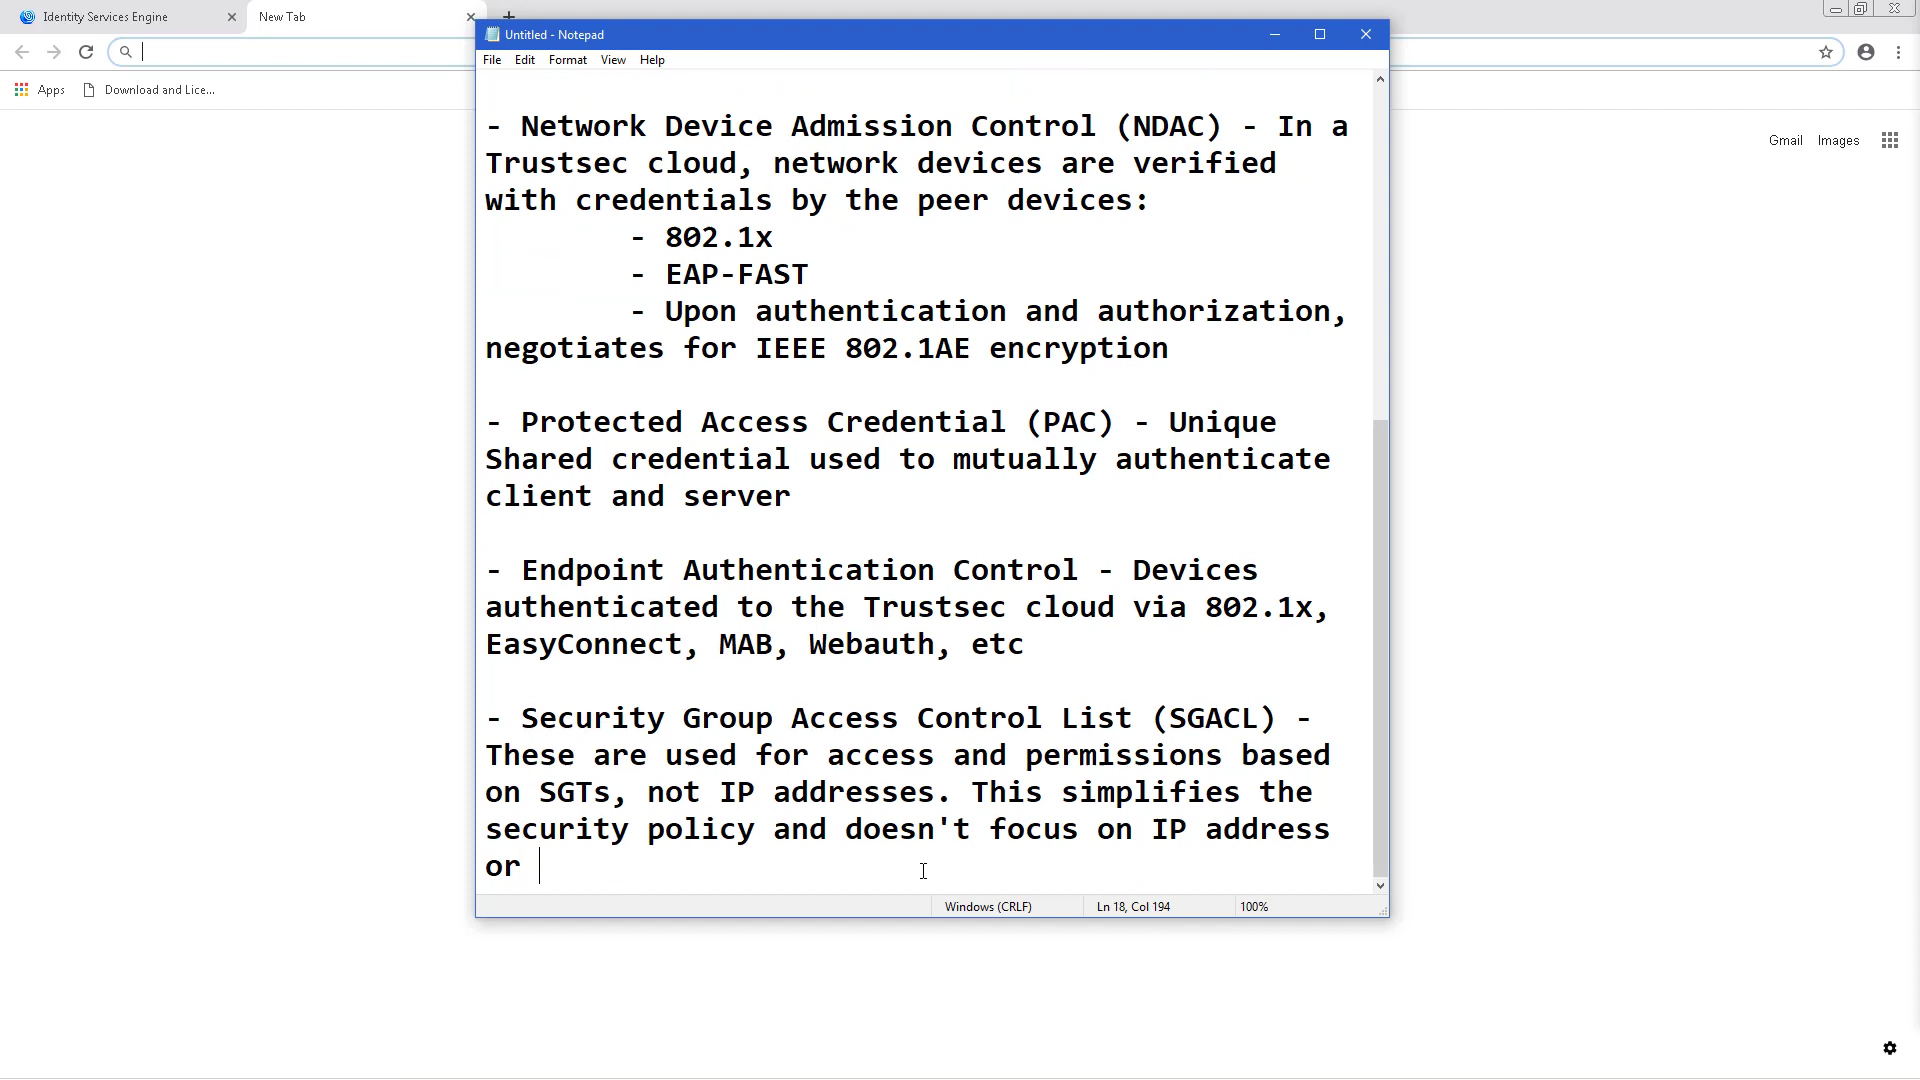 Identity Services Engine
New Tab
Apps
Download and Lice...
Gmail
Images
Untitled - Notepad
File Edit Format View Help
- Network Device Admission Control (NDAC) - In a
Trustsec cloud, network devices are verified
with credentials by the peer devices:
- 802.1x
- EAP-FAST
- Upon authentication and authorization,
negotiates for IEEE 802.1AE encryption
- Protected Access Credential (PAC) - Unique
Shared credential used to mutually authenticate
client and server
- Endpoint Authentication Control - Devices
authenticated to the Trustsec cloud via 802.1x,
EasyConnect, MAB, Webauth, etc
- Security Group Access Control List (SGACL) -
These are used for access and permissions based
on SGTs, not IP addresses. This simplifies the
security policy and doesn't focus on IP address
or
Windows (CRLF)
Ln 18, Col 194
100%